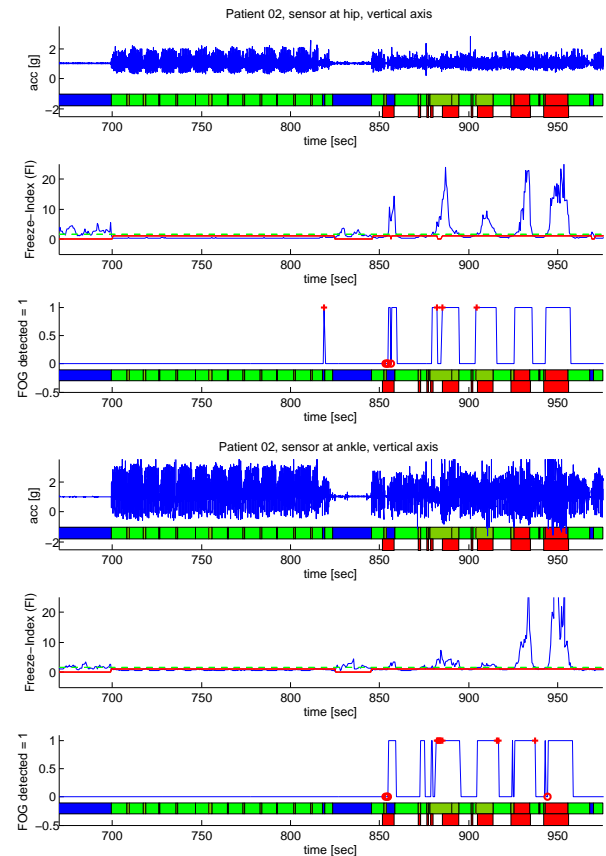 Patient 02, sensor at hip, vertical axis
acc [g]
2
0
−2
700 750 800 850 900 950
time [sec]
Freeze−Index (FI)
20
10
0
700 750 800 850 900 950
time [sec]
FOG detected = 1
1
0.5
0
−0.5
700 750 800 850 900 950
time [sec]
Patient 02, sensor at ankle, vertical axis
acc [g]
2
0
−2
700 750 800 850 900 950
time [sec]
Freeze−Index (FI)
20
10
0
700 750 800 850 900 950
time [sec]
FOG detected = 1
1
0.5
0
−0.5
700 750 800 850 900 950
time [sec]